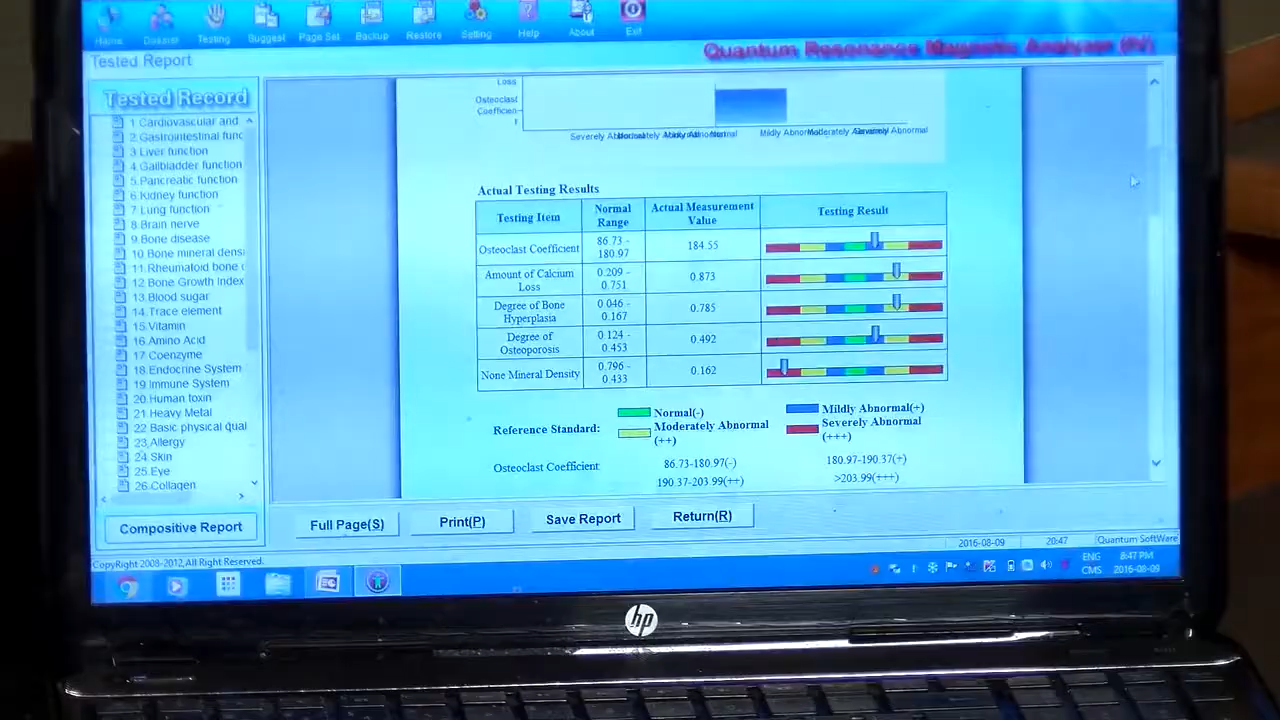 Disease
Testing
Suggest
Page Set
Backup
Restore
Setting
Help
About
Exit
Tested Report
Quantum Resonance Magnetic Analyser (IV)
Tested Record
1.Cardiovascular and
2.Gastrointestinal func
3.Liver function
4.Gallbladder function
5.Pancreatic function
6.Kidney function
7.Lung function
8.Brain nerve
9.Bone disease
10.Bone mineral densi
11.Rheumatoid bone
12.Bone Growth Index
13.Blood sugar
14.Trace element
15.Vitamin
16.Amino Acid
17.Coenzyme
18.Endocrine System
19.Immune System
20.Human toxin
21.Heavy Metal
22.Basic physical qual
23.Allergy
24.Skin
25.Eye
26.Collagen
Compositive Report
Loss
Osteoclast
Coefficien
t
Severely Normal Mildly Abnormal
Actual Testing Results
Testing Item Normal Range Actual Measurement Value Testing Result
Osteoclast Coefficient 86.73 - 180.97 184.55
Amount of Calcium Loss 0.209 - 0.751 0.873
Degree of Bone Hyperplasia 0.046 - 0.167 0.785
Degree of Osteoporosis 0.124 - 0.453 0.492
None Mineral Density 0.796 - 0.433 0.162
Reference Standard:
Normal(-) Mildly Abnormal(+)
Moderately Abnormal (++) Severely Abnormal (+++)
Osteoclast Coefficient 86.73-180.97(-) 180.97-190.37(+)
190.37-203.99(++) >203.99(+++)
Full Page(S) Print(P) Save Report Return(R)
2016-08-09 20:47 Quantum SoftWare
CopyRight 2008-2012,All Right Reserved.
ENG 8:47 PM
CMS 2016-08-09
hp